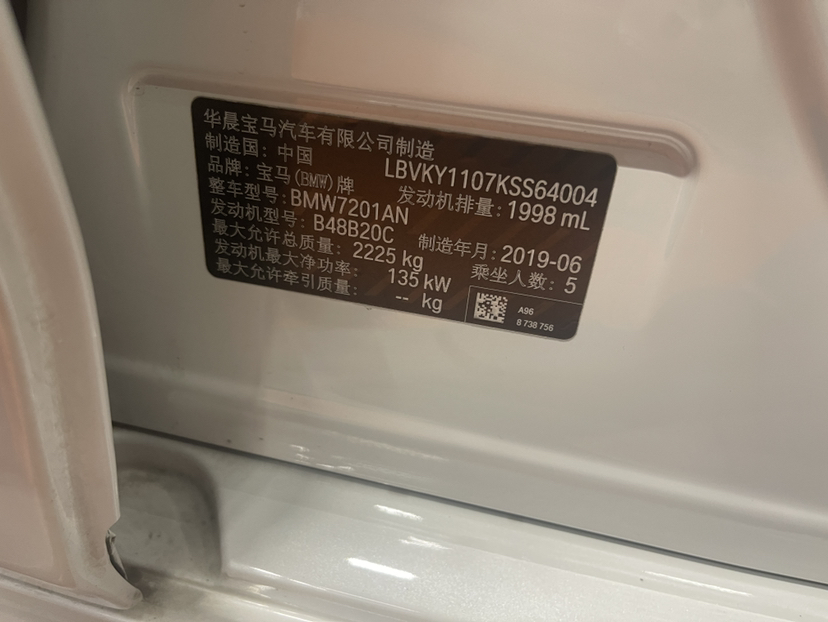 华晨宝马汽车有限公司制造
制造国: 中国 LBVKY1107KSS64004
品牌: 宝马(BMW)牌 发动机排量: 1998 mL
整车型号: BMW7201AN
发动机型号: B48B20C 制造年月: 2019-06
最大允许总质量: 2225 kg 乘坐人数: 5
发动机最大净功率: 135 kW
最大允许牵引质量: -- kg
A96
8 738 756